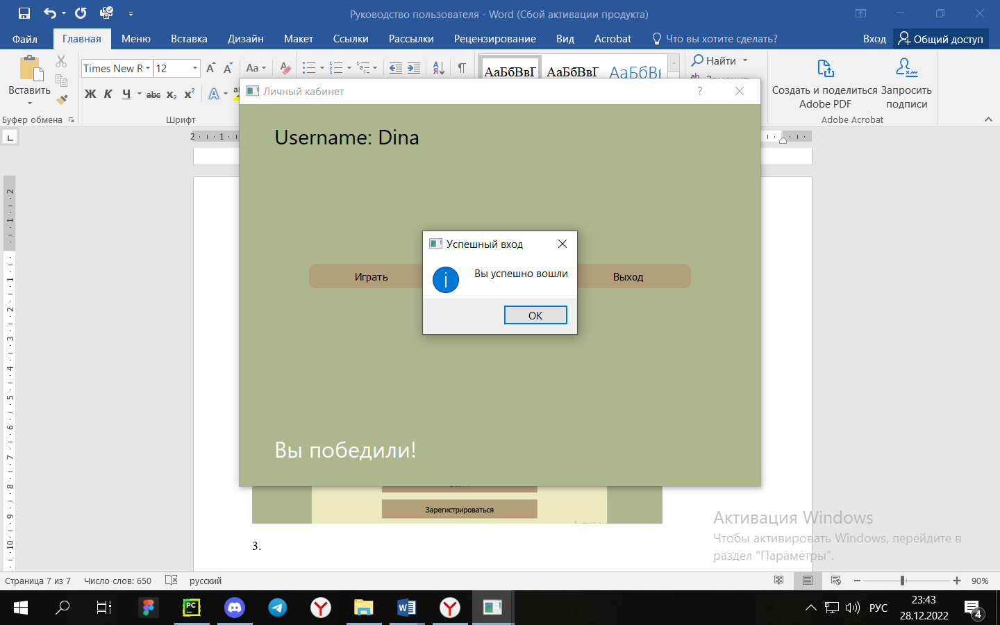 Руководство пользователя - Word (Сбой активации продукта)
Файл Главная Меню Вставка Дизайн Макет Ссылки Рассылки Рецензирование Вид Acrobat Что вы хотите сделать? Вход Общий доступ
Times New R 12 Aa АаБбВвГ АаБбВвГ АаБбВвГ Найти
Вставить Ж К Ч abc x₂ x² A Создать и поделиться Adobe PDF Запросить подписи
Буфер обмена Шрифт Adobe Acrobat
Личный кабинет ?
Username: Dina
Успешный вход
Вы успешно вошли
Играть Выход
OK
Вы победили!
Зарегистрироваться
3.
Активация Windows
Чтобы активировать Windows, перейдите в
раздел "Параметры".
Страница 7 из 7 Число слов: 650 русский 90%
РУС 23:43
28.12.2022 4